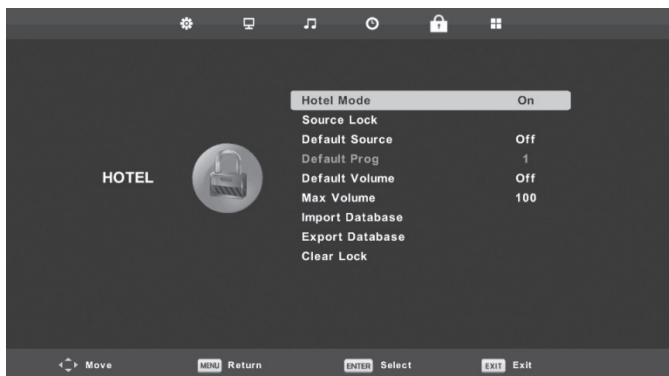 Hotel Mode On
Source Lock
Default Source Off
Default Prog 1
HOTEL
Default Volume Off
Max Volume 100
Import Database
Export Database
Clear Lock
Move MENU Return ENTER Select EXIT Exit